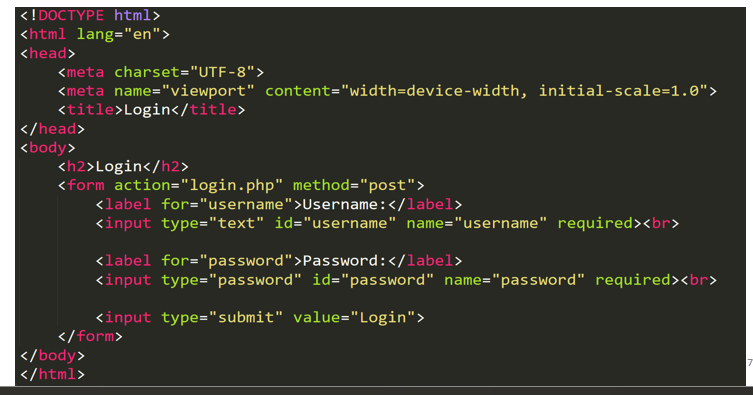 <!DOCTYPE html>
<html lang="en">
<head>
    <meta charset="UTF-8">
    <meta name="viewport" content="width=device-width, initial-scale=1.0">
    <title>Login</title>
</head>
<body>
    <h2>Login</h2>
    <form action="login.php" method="post">
        <label for="username">Username:</label>
        <input type="text" id="username" name="username" required><br>
        <label for="password">Password:</label>
        <input type="password" id="password" name="password" required><br>
        <input type="submit" value="Login">
    </form>
</body>
7
</html>